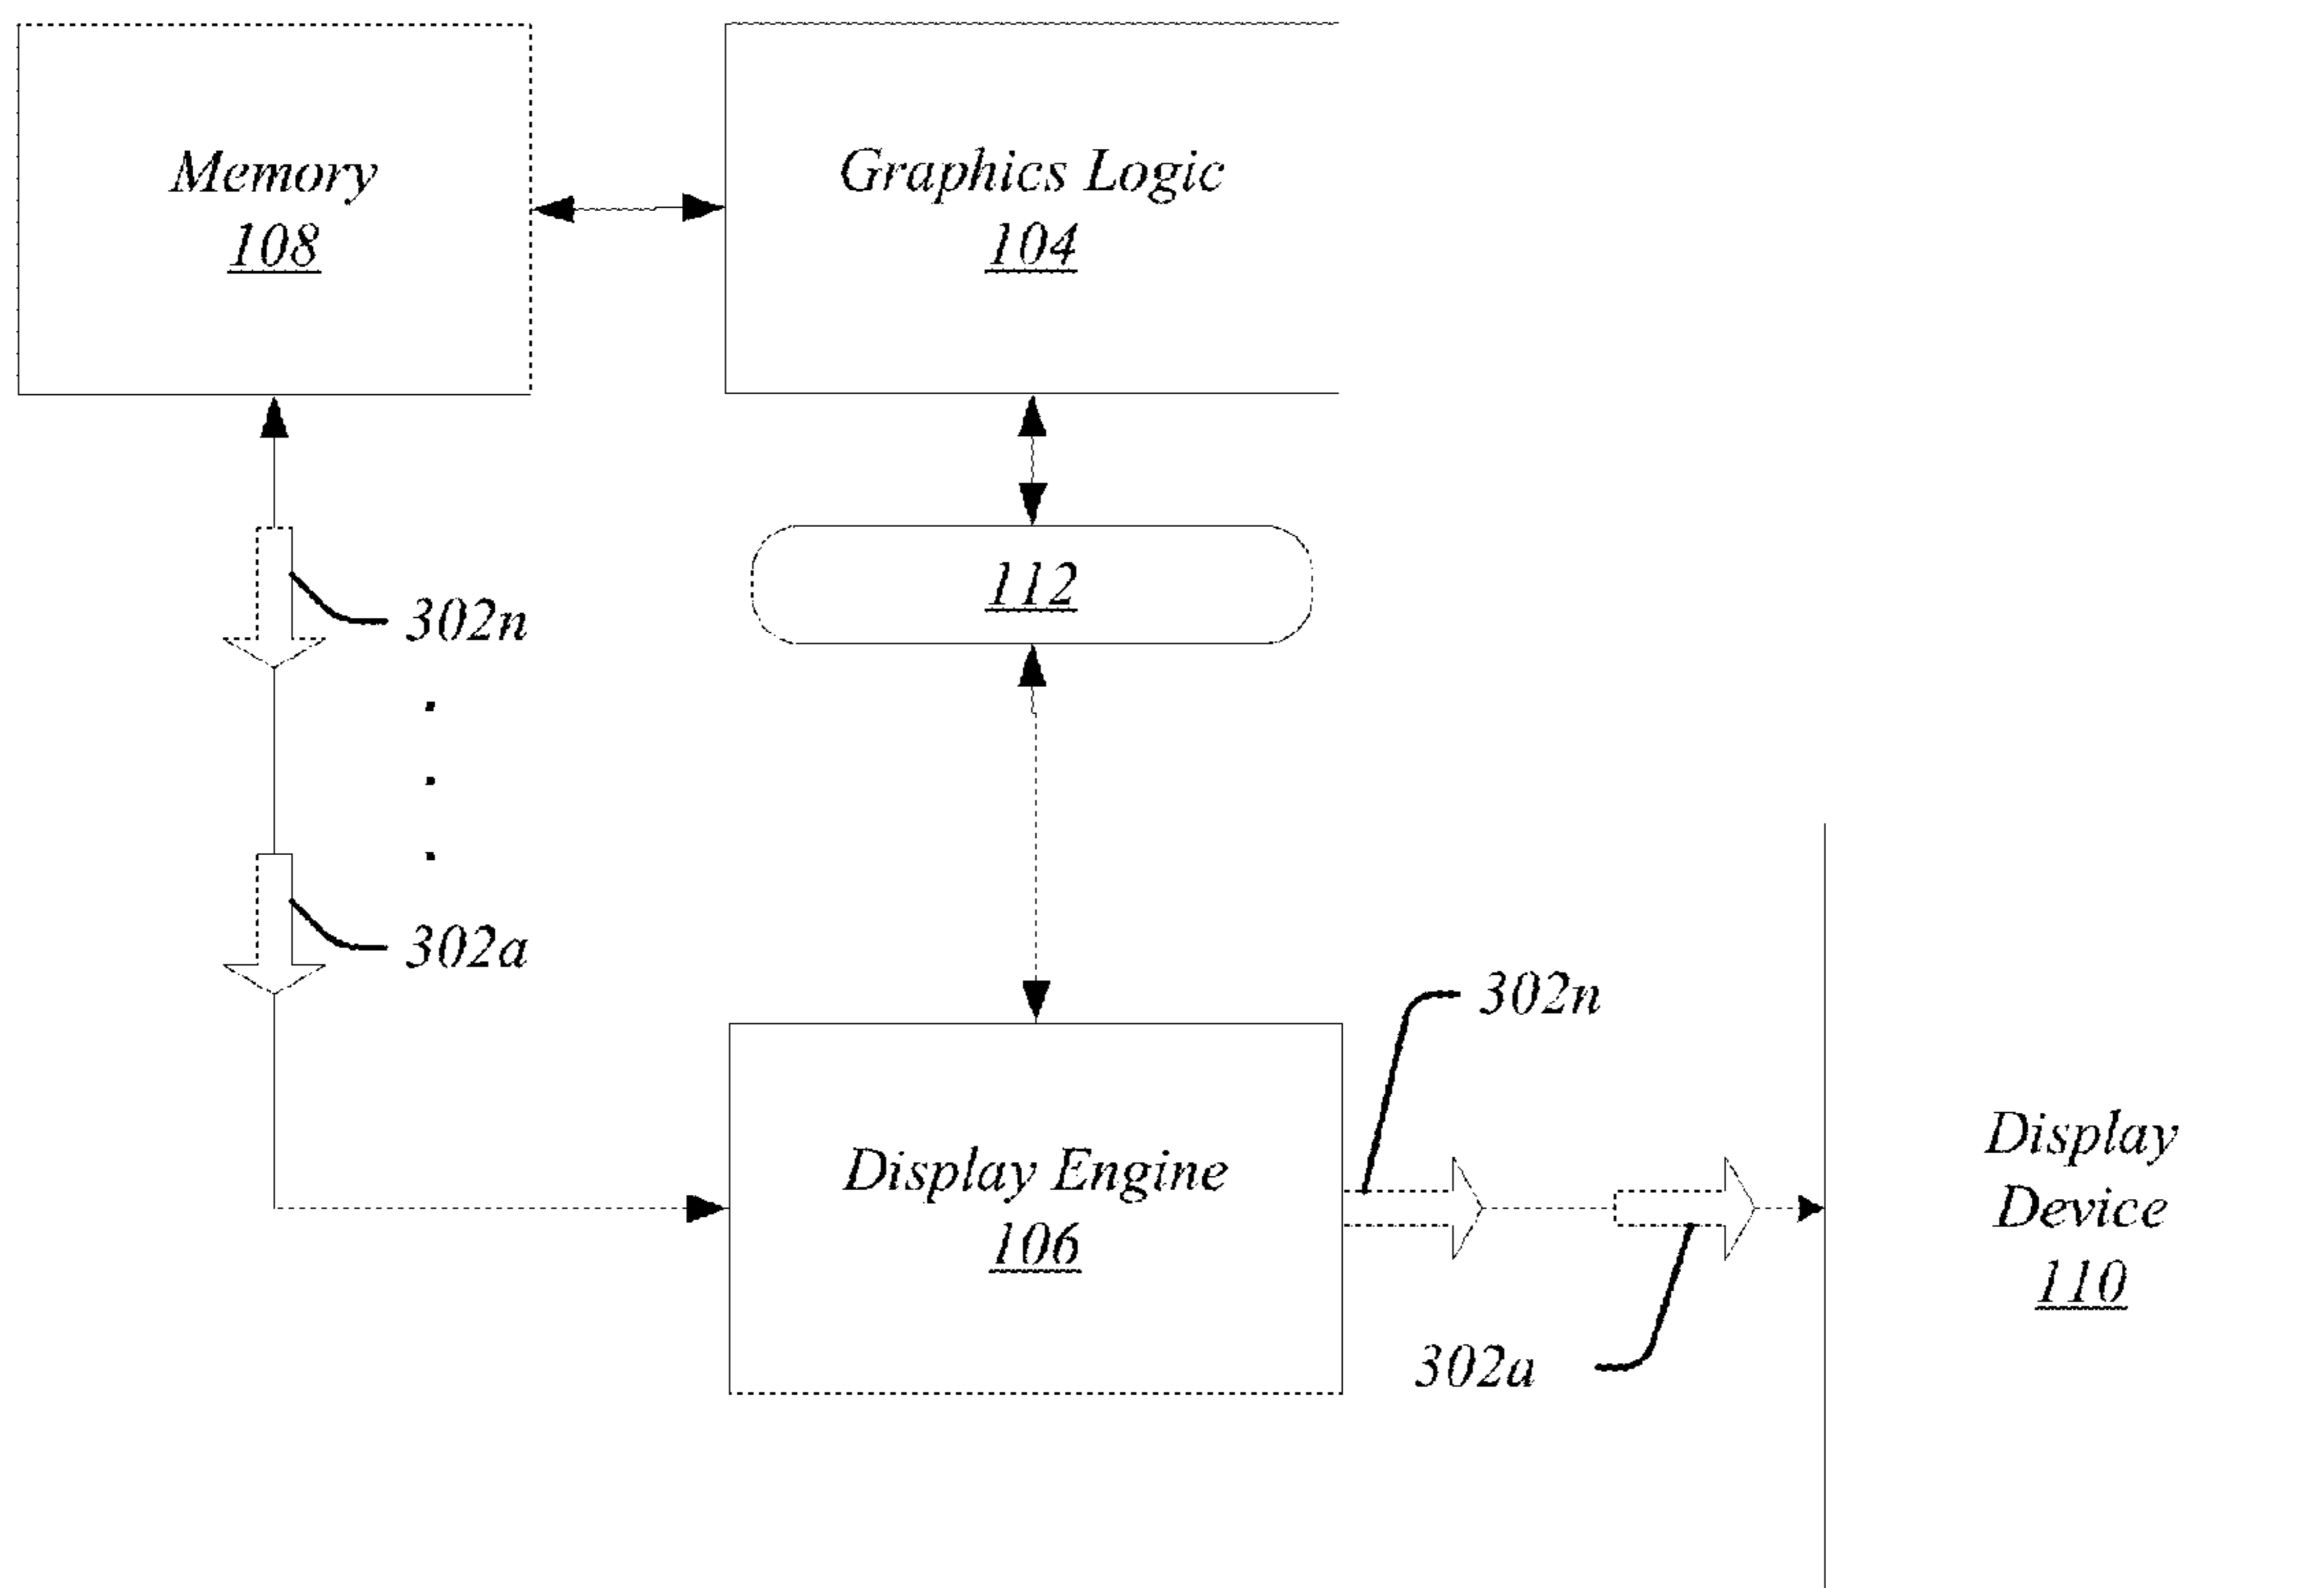 Memory
108
Graphics Logic
104
112
302n
.
.
.
302a
302n
Display Engine
106
Display
Device
110
302a